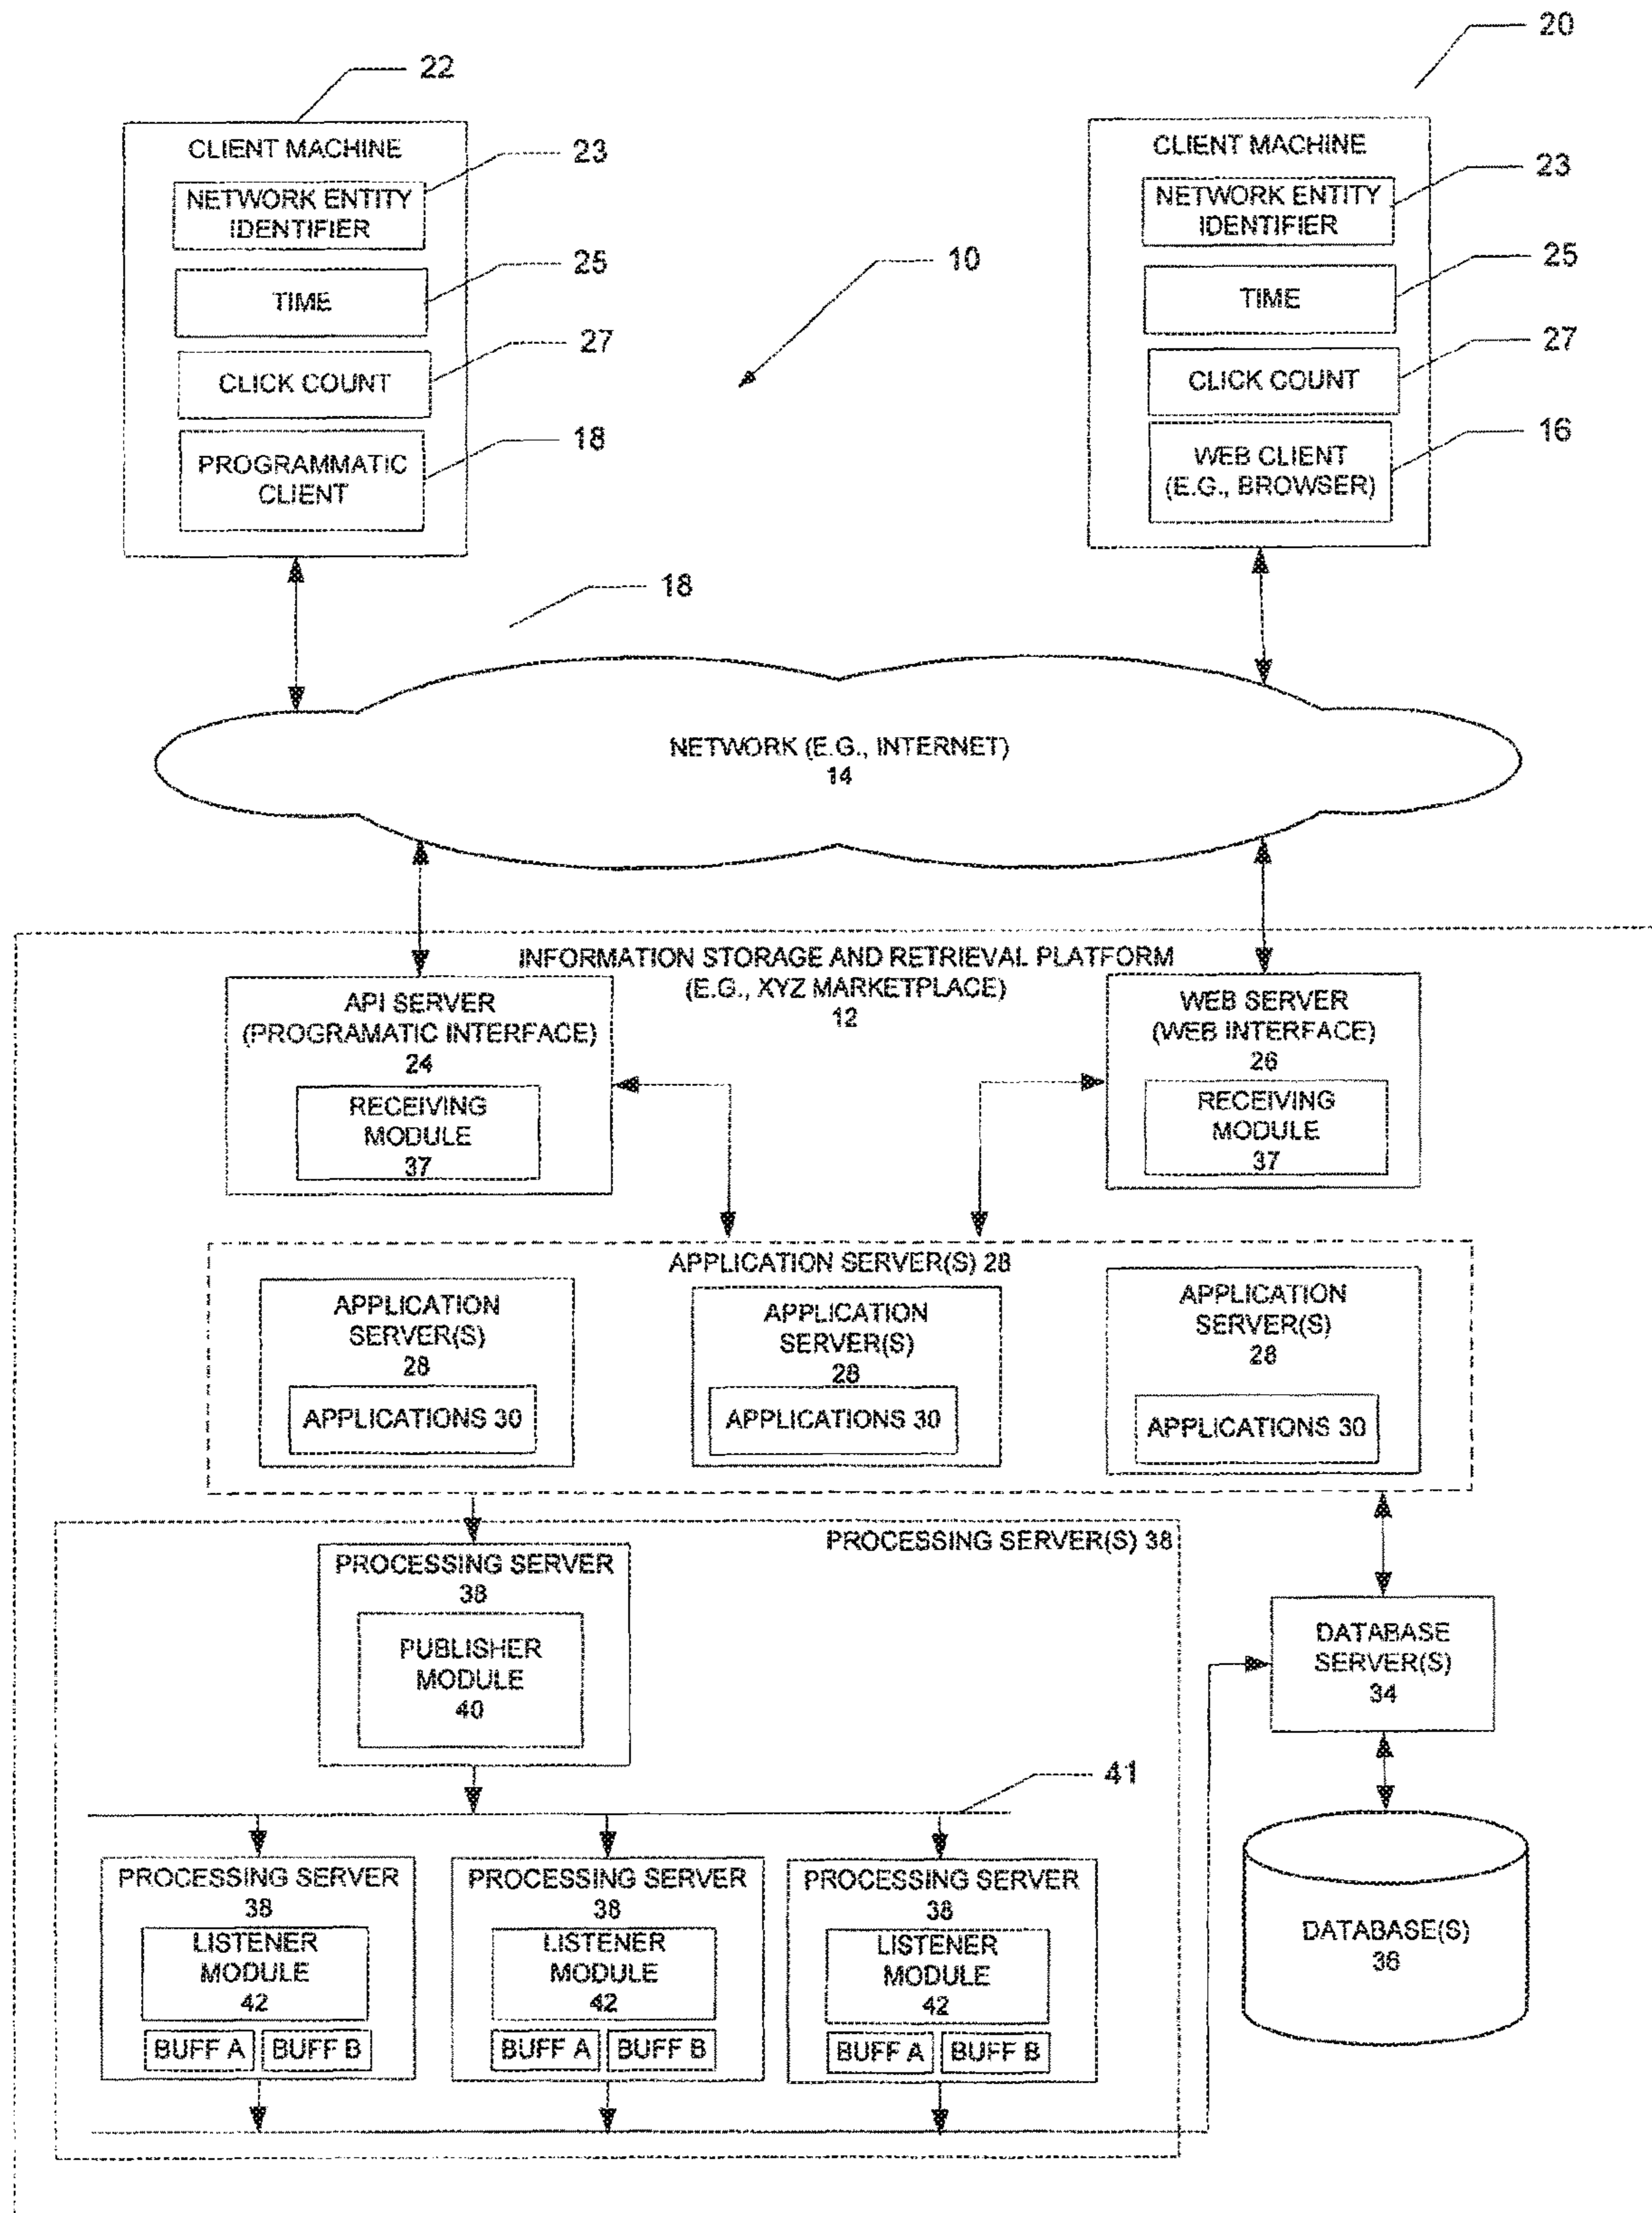 20
22
CLIENT MACHINE
23
NETWORK ENTITY
IDENTIFIER
25
TIME
27
CLICK COUNT
18
PROGRAMMATIC
CLIENT
CLIENT MACHINE
23
NETWORK ENTITY
IDENTIFIER
25
TIME
27
CLICK COUNT
16
WEB CLIENT
(E.G., BROWSER)
10
18
NETWORK (E.G., INTERNET)
14
INFORMATION STORAGE AND RETRIEVAL PLATFORM
(E.G., XYZ MARKETPLACE)
12
API SERVER
(PROGRAMATIC INTERFACE)
24
RECEIVING
MODULE
37
WEB SERVER
(WEB INTERFACE)
26
RECEIVING
MODULE
37
APPLICATION SERVER(S) 28
APPLICATION
SERVER(S)
28
APPLICATIONS 30
APPLICATION
SERVER(S)
28
APPLICATIONS 30
APPLICATION
SERVER(S)
28
APPLICATIONS 30
PROCESSING SERVER(S) 38
PROCESSING SERVER
38
PUBLISHER
MODULE
40
DATABASE
SERVER(S)
34
41
PROCESSING SERVER
38
LISTENER
MODULE
42
BUFF A
BUFF B
PROCESSING SERVER
38
LISTENER
MODULE
42
BUFF A
BUFF B
PROCESSING SERVER
38
LISTENER
MODULE
42
BUFF A
BUFF B
DATABASE(S)
36